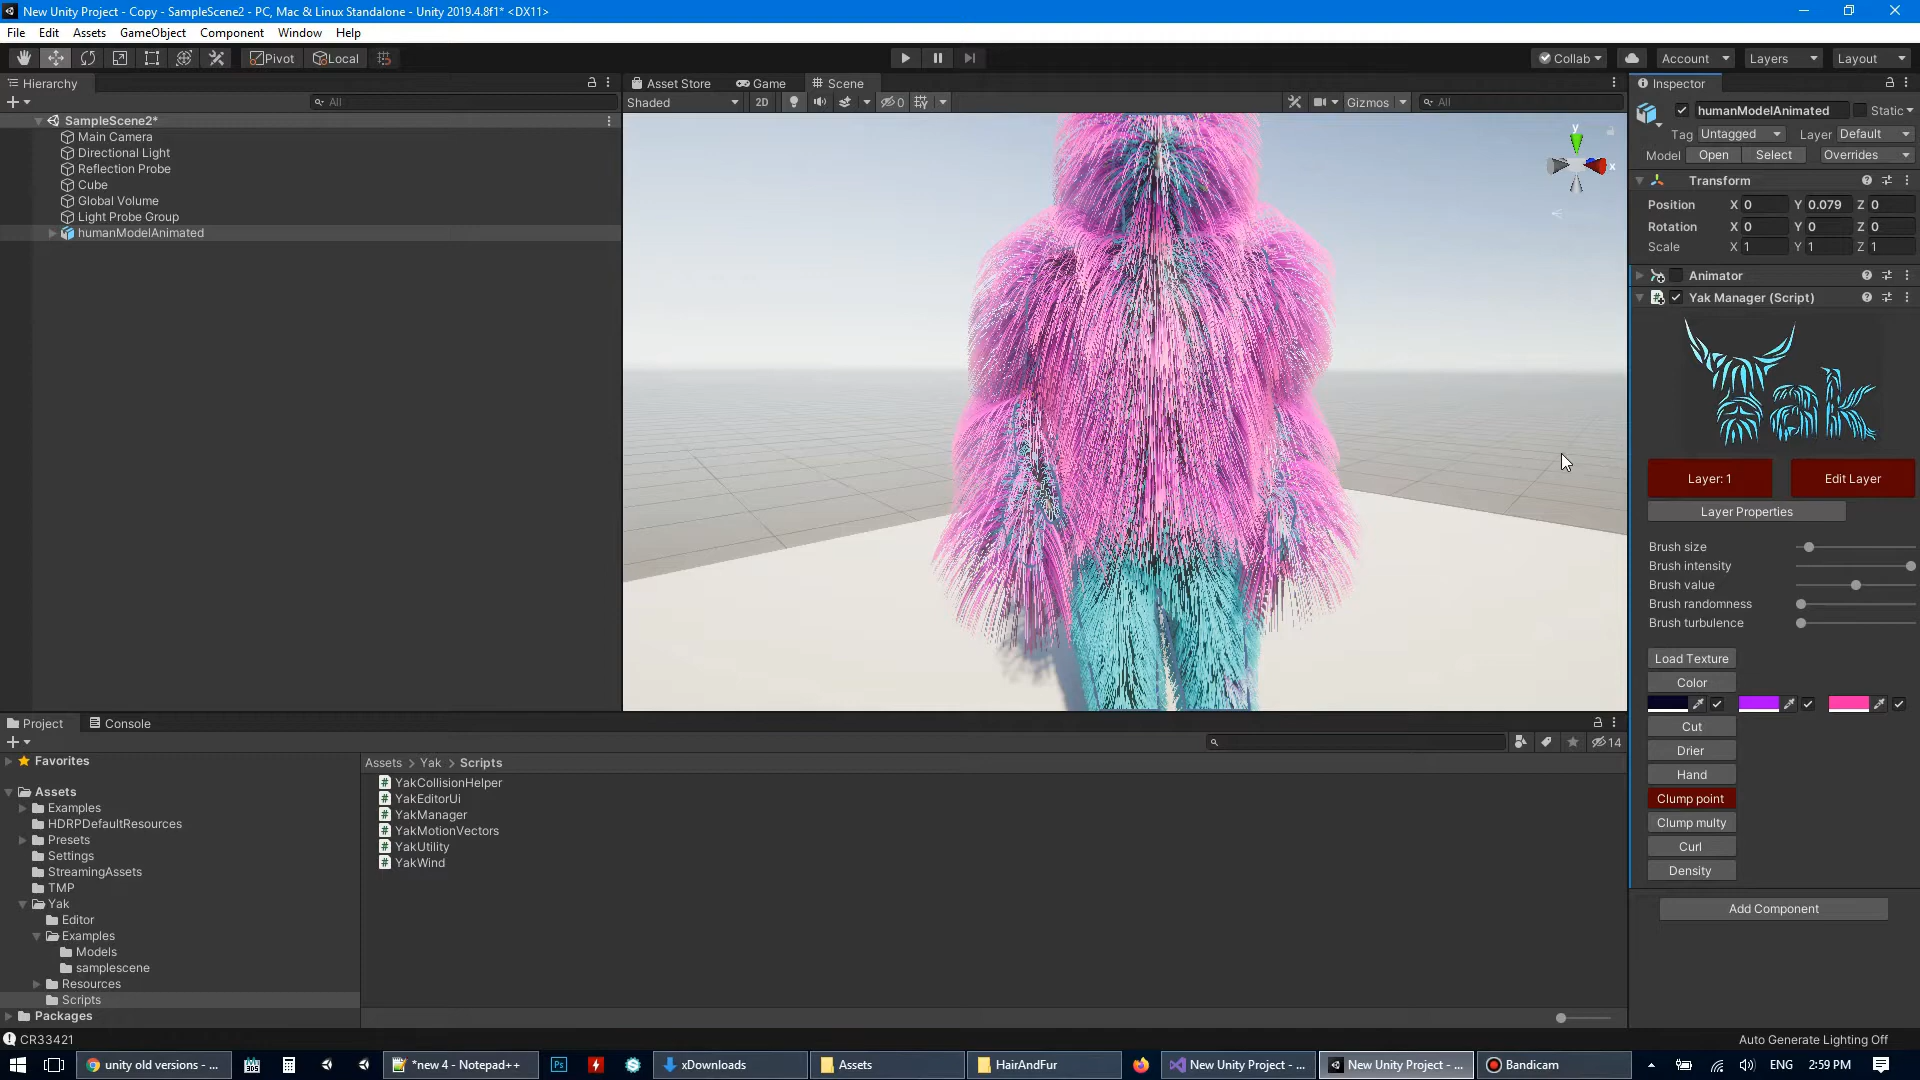 New Unity Project - Copy - SampleScene2 - PC, Mac & Linux Standalone - Unity 2019.4.8f1* <DX11>
File Edit Assets GameObject Component Window Help
Pivot Local Collab Account Layers Layout
Hierarchy
All
SampleScene2*
Main Camera
Directional Light
Reflection Probe
Cube
Global Volume
Light Probe Group
humanModelAnimated
Asset Store Game Scene
Shaded 2D 0 Gizmos All
y
x
Inspector
humanModelAnimated Static
Tag Untagged Layer Default
Model Open Select Overrides
Transform
Position X 0 Y 0.079 Z 0
Rotation X 0 Y 0 Z 0
Scale X 1 Y 1 Z 1
Animator
Yak Manager (Script)
Yak
Layer: 1 Edit Layer
Layer Properties
Brush size
Brush intensity
Brush value
Brush randomness
Brush turbulence
Load Texture
Color
Cut
Drier
Hand
Clump point
Clump multy
Curl
Density
Add Component
Project Console
14
Favorites
Assets
Examples
HDRPDefaultResources
Presets
Settings
StreamingAssets
TMP
Yak
Editor
Examples
Models
samplescene
Resources
Scripts
Packages
Assets > Yak > Scripts
YakCollisionHelper
YakEditorUi
YakManager
YakMotionVectors
YakUtility
YakWind
CR33421
Auto Generate Lighting Off
unity old versions - ...
*new 4 - Notepad++
Ps
xDownloads
Assets
HairAndFur
New Unity Project - ...
New Unity Project - ...
Bandicam
ENG 2:59 PM